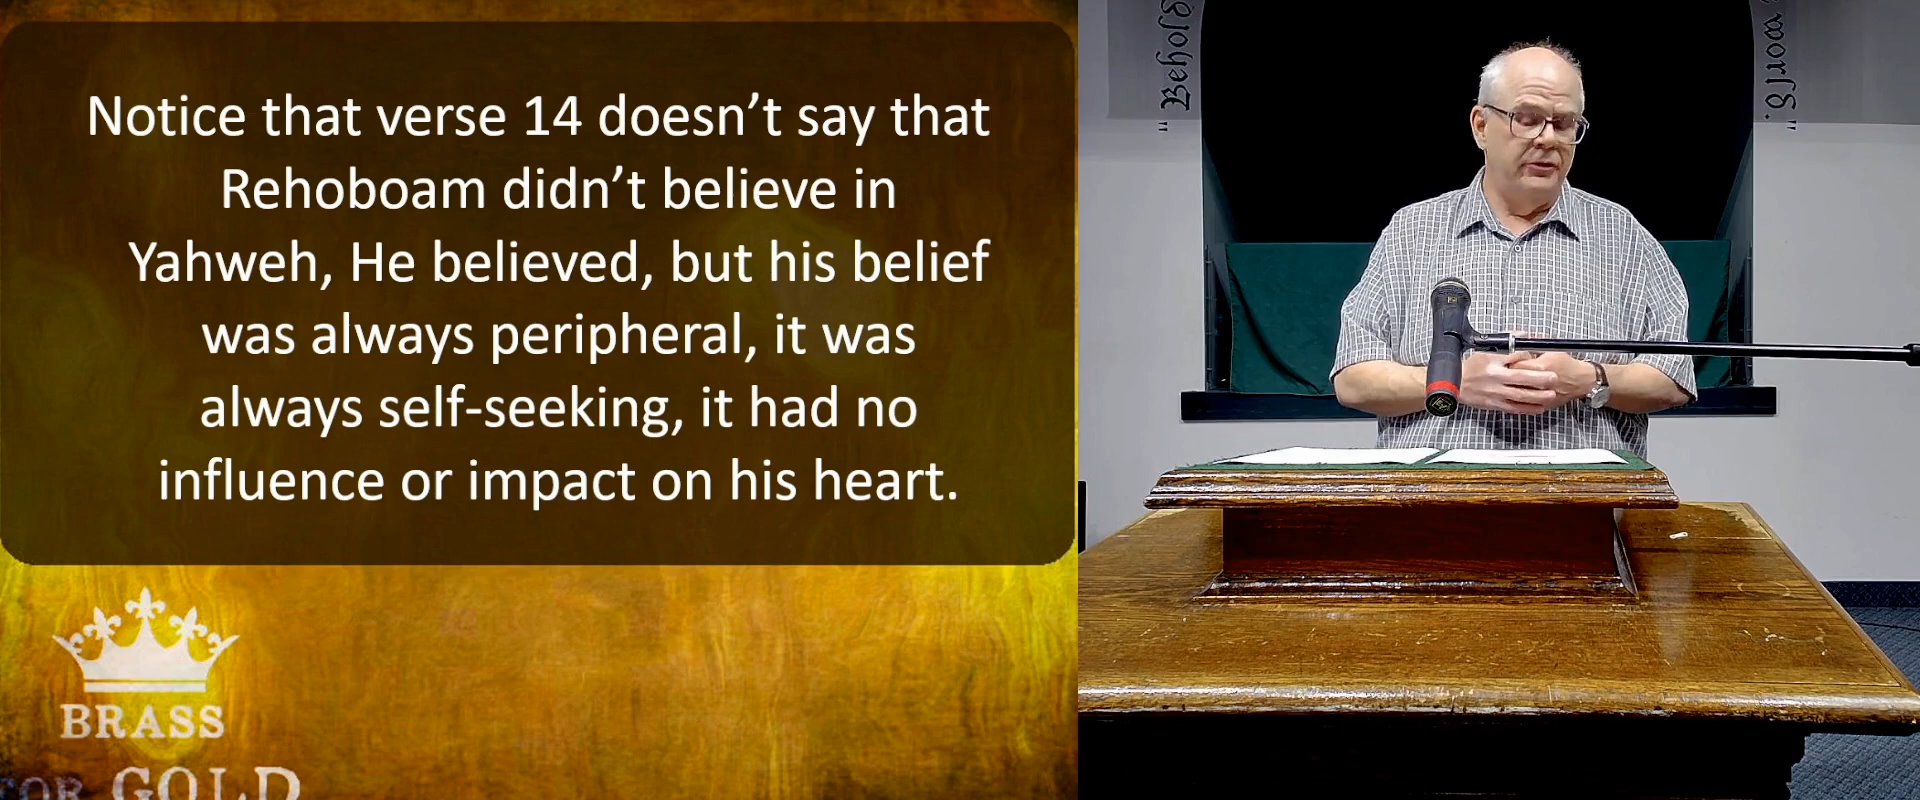 Notice that verse 14 doesn’t say that
Rehoboam didn’t believe in
Yahweh, He believed, but his belief
was always peripheral, it was
always self-seeking, it had no
influence or impact on his heart.
BRASS
FOR GOLD
"Behold
world."